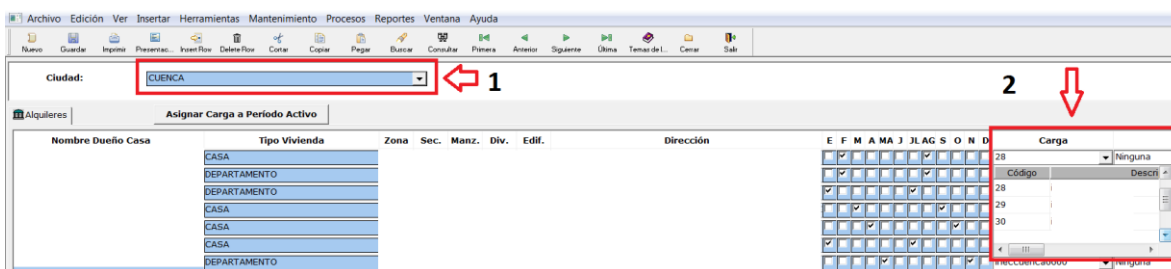 Archivo Edición Ver Insertar Herramientas Mantenimiento Procesos Reportes Ventana Ayuda
Nuevo Guardar Imprimir Presentac... Insert Row Delete Row Cortar Copiar Pegar Buscar Consultar Primera Anterior Siguiente Última Temas de l... Cerrar Salir
Ciudad: CUENCA 1 2
Alquileres Asignar Carga a Período Activo
Nombre Dueño Casa Tipo Vivienda Zona Sec. Manz. Div. Edif. Dirección E F M A MA J JL AG S O N D Carga
CASA 28 Ninguna
DEPARTAMENTO Código Descri
DEPARTAMENTO 28
CASA 29
CASA 30
CASA
DEPARTAMENTO Ninguna